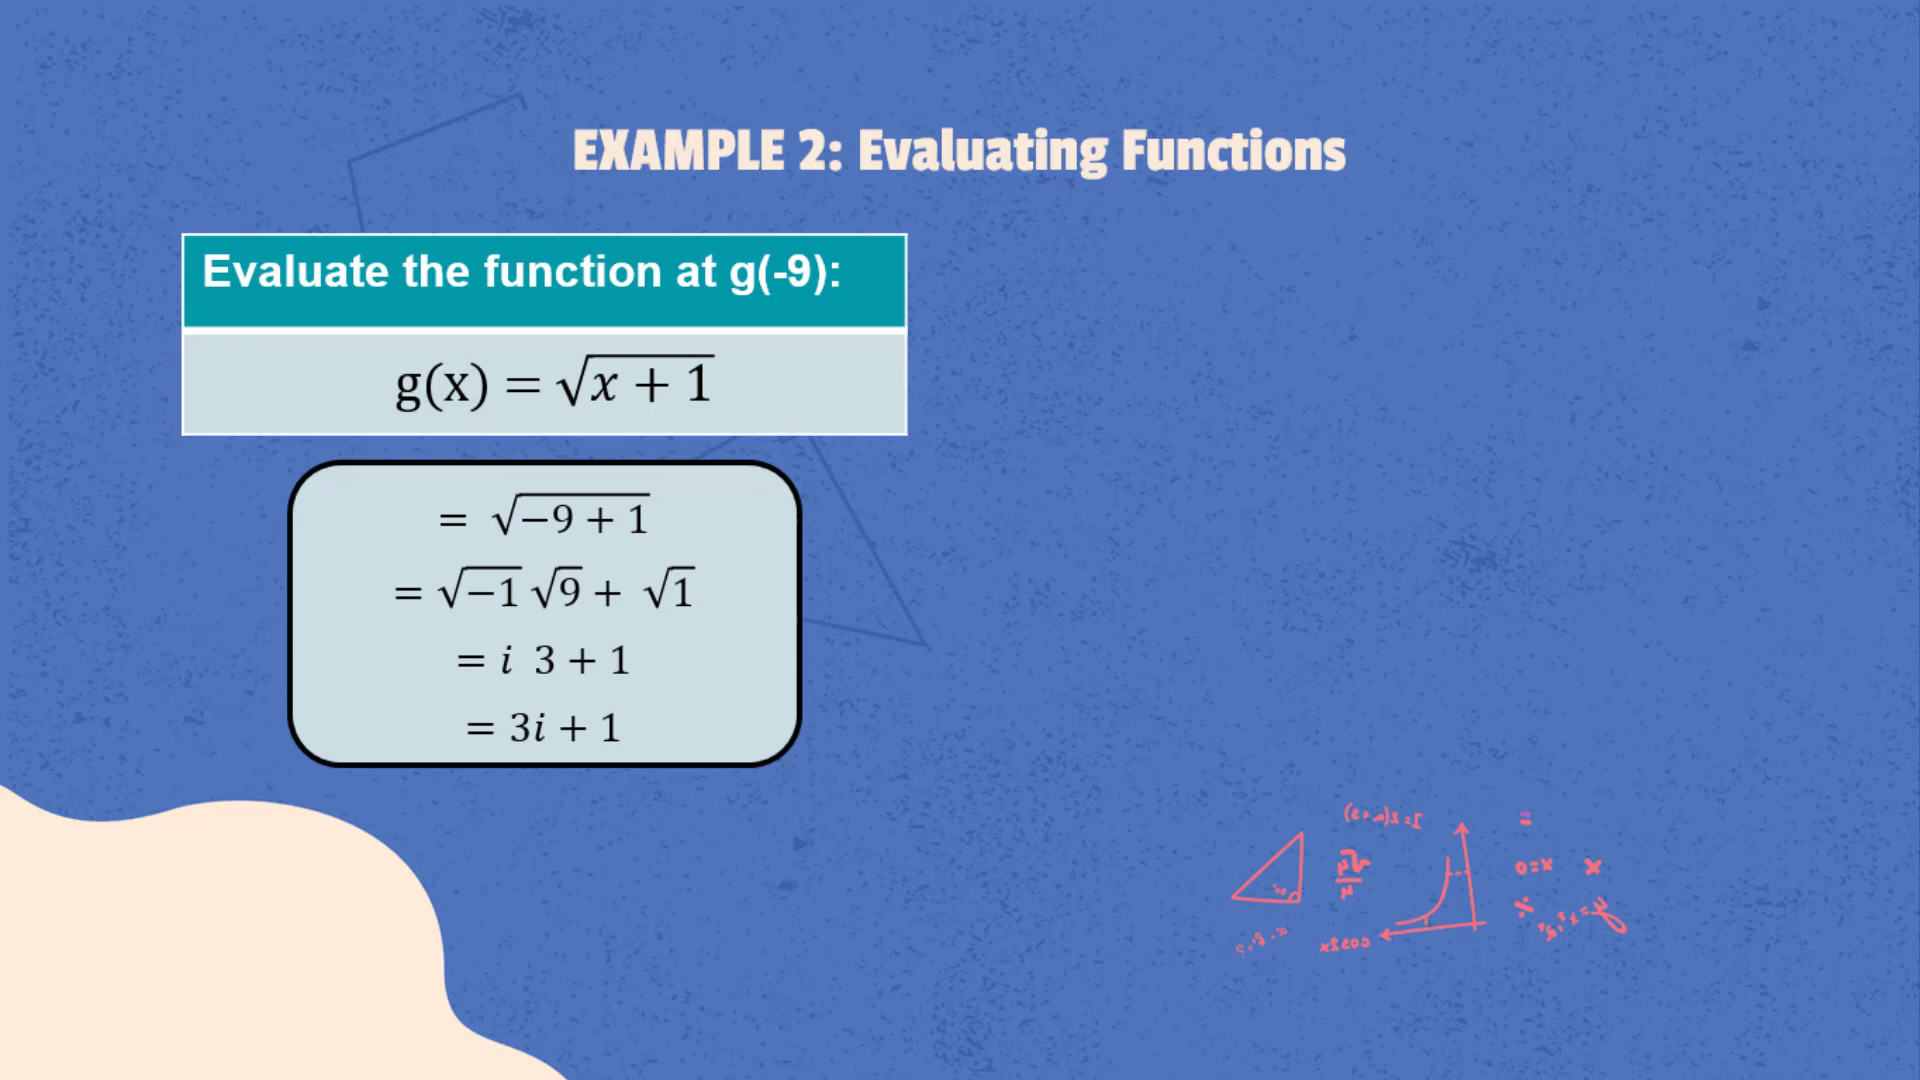 EXAMPLE 2: Evaluating Functions
Evaluate the function at g(-9):
g(x) = √(x + 1)
= √(−9 + 1)
= √−1 √9 + √1
= i 3 + 1
= 3i + 1